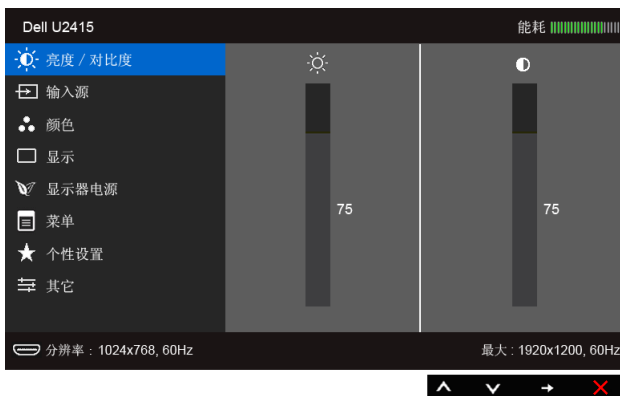 Dell U2415
能耗
亮度 / 对比度
输入源
颜色
显示
显示器电源
菜单
个性设置
其它
75
75
分辨率 : 1024x768, 60Hz
最大 : 1920x1200, 60Hz